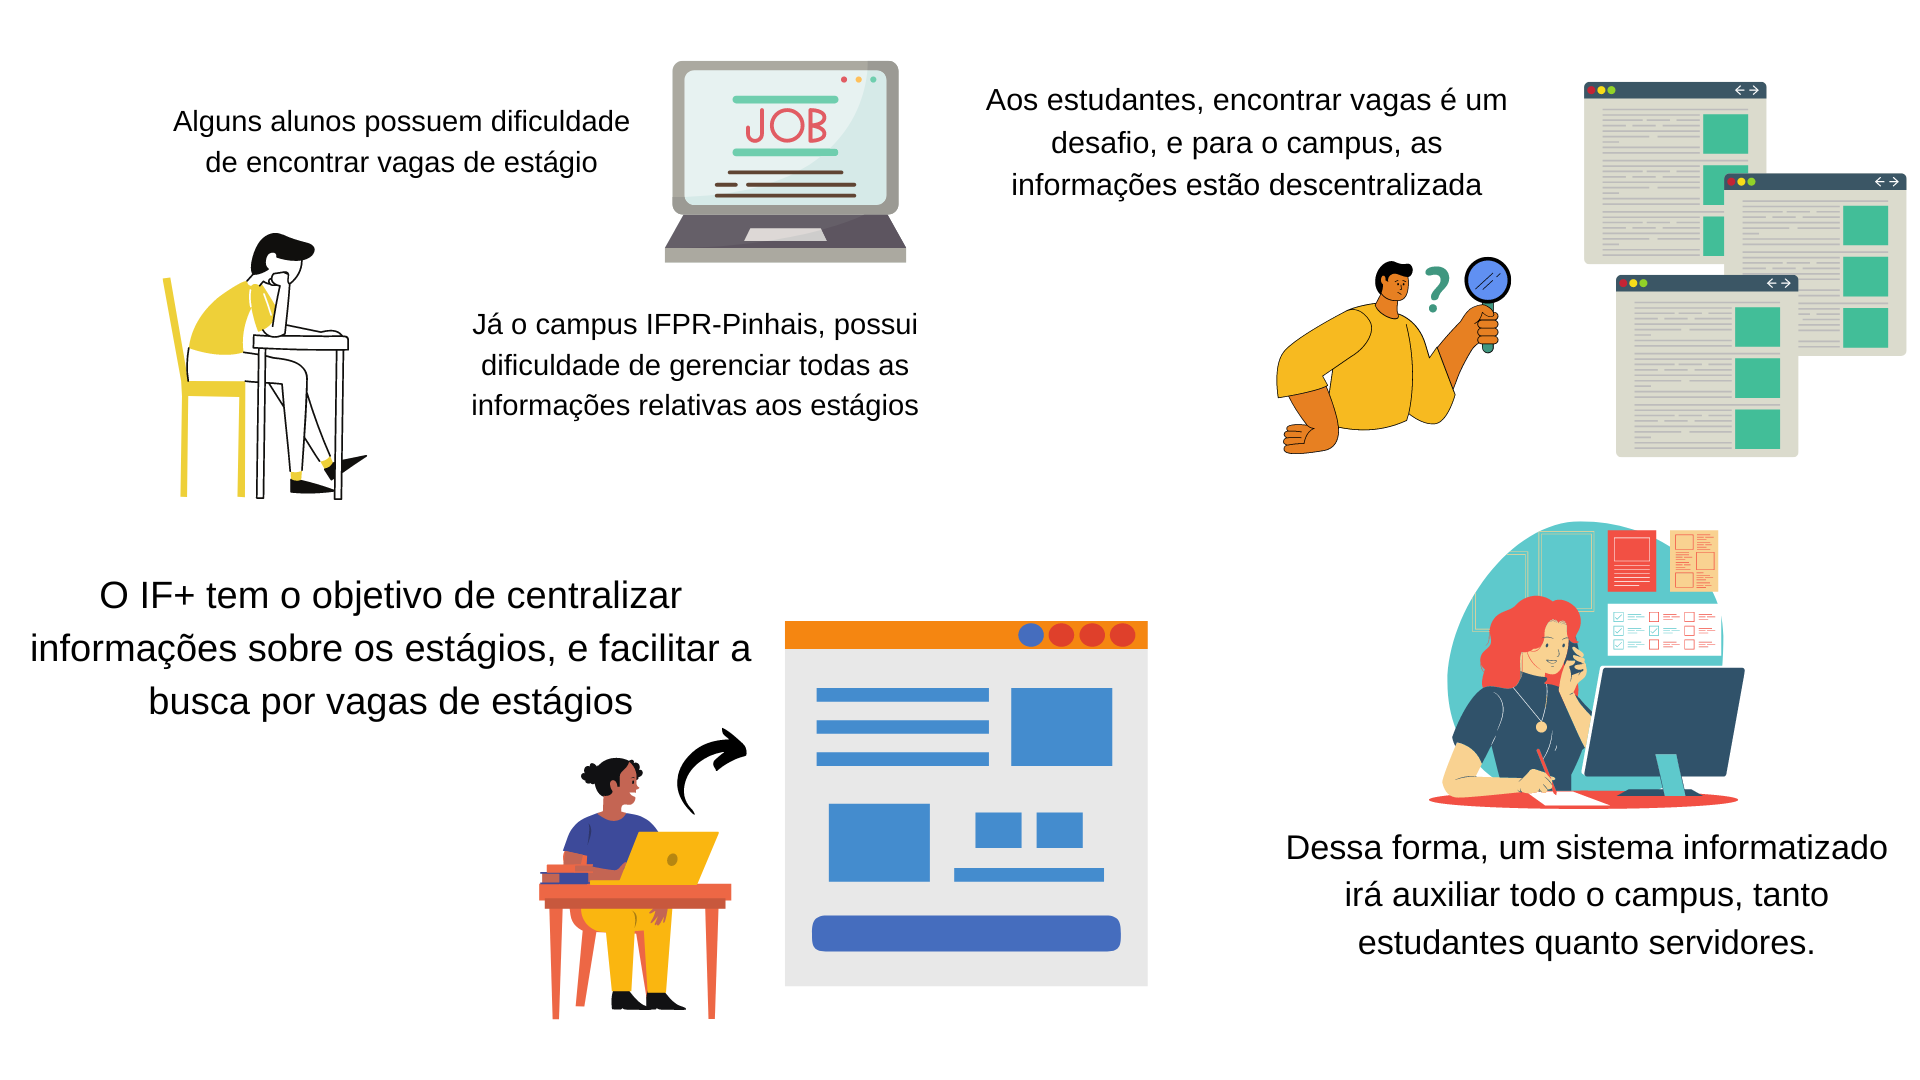 Alguns alunos possuem dificuldade
de encontrar vagas de estágio
JOB
Já o campus IFPR-Pinhais, possui
dificuldade de gerenciar todas as
informações relativas aos estágios
Aos estudantes, encontrar vagas é um
desafio, e para o campus, as
informações estão descentralizada
?
O IF+ tem o objetivo de centralizar
informações sobre os estágios, e facilitar a
busca por vagas de estágios
Dessa forma, um sistema informatizado
irá auxiliar todo o campus, tanto
estudantes quanto servidores.